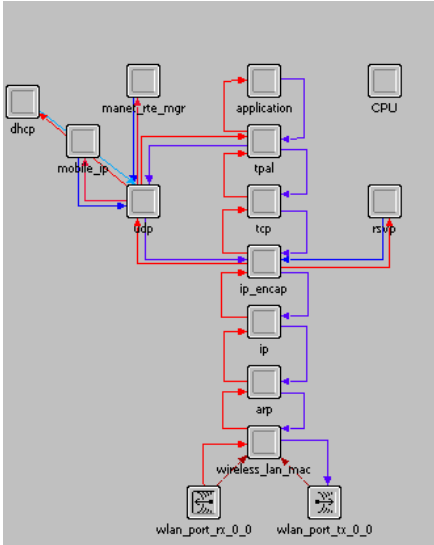 manet_rte_mgr
application
CPU
dhcp
mobile_ip
tpal
udp
tcp
rsvp
ip_encap
ip
arp
wireless_lan_mac
wlan_port_rx_0_0
wlan_port_tx_0_0